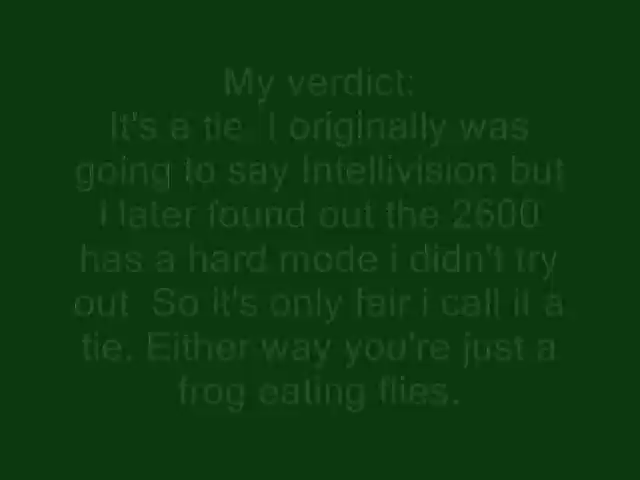 My verdict:
It's a tie. I originally was
going to say Intellivision but
I later found out the 2600
has a hard mode i didn't try
out  So it's only fair i call it a
tie. Either way you're just a
frog eating flies.